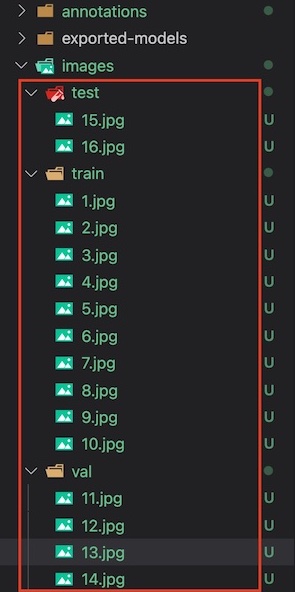 annotations
exported-models
images
test
15.jpg U
16.jpg U
train
1.jpg U
2.jpg U
3.jpg U
4.jpg U
5.jpg U
6.jpg U
7.jpg U
8.jpg U
9.jpg U
10.jpg U
val
11.jpg U
12.jpg U
13.jpg U
14.jpg U